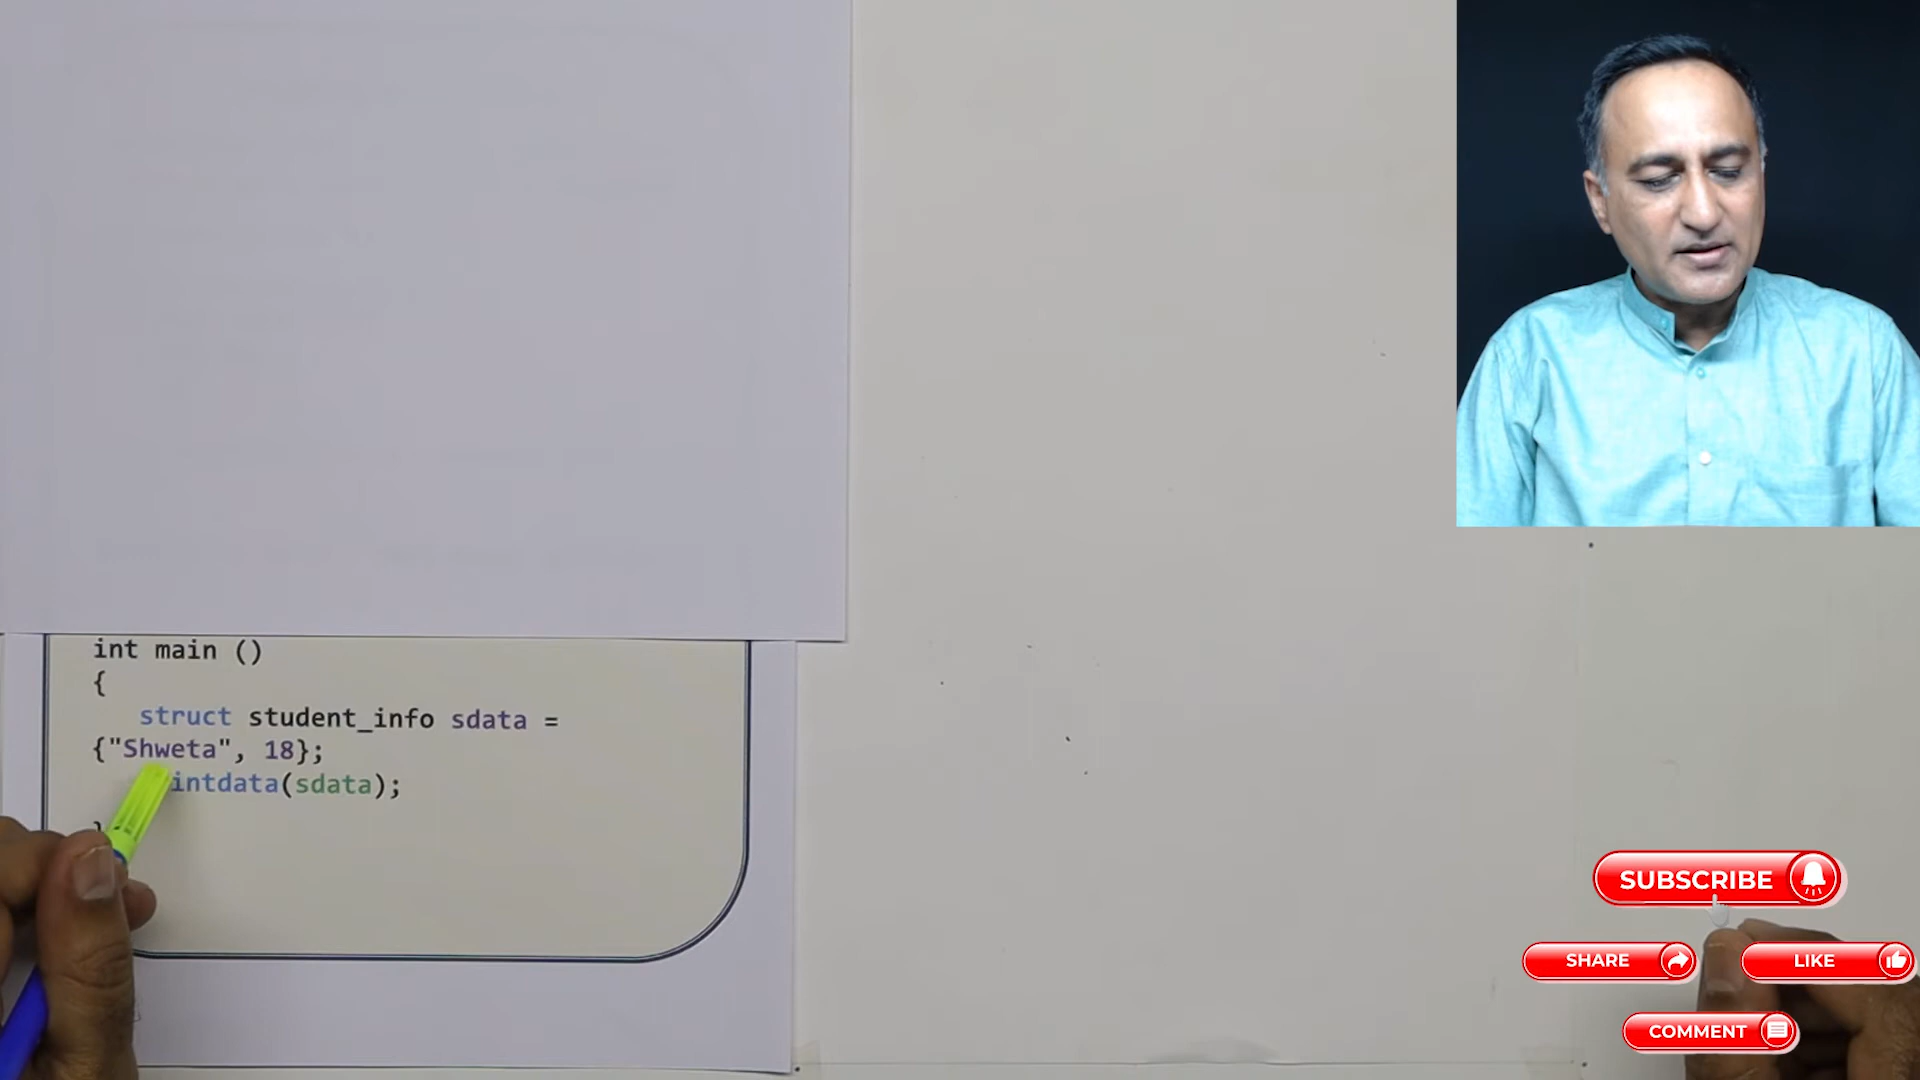 int main ()
{
struct student_info sdata =
{"Shweta", 18};
intdata(sdata);
}
SUBSCRIBE
SHARE
LIKE
COMMENT